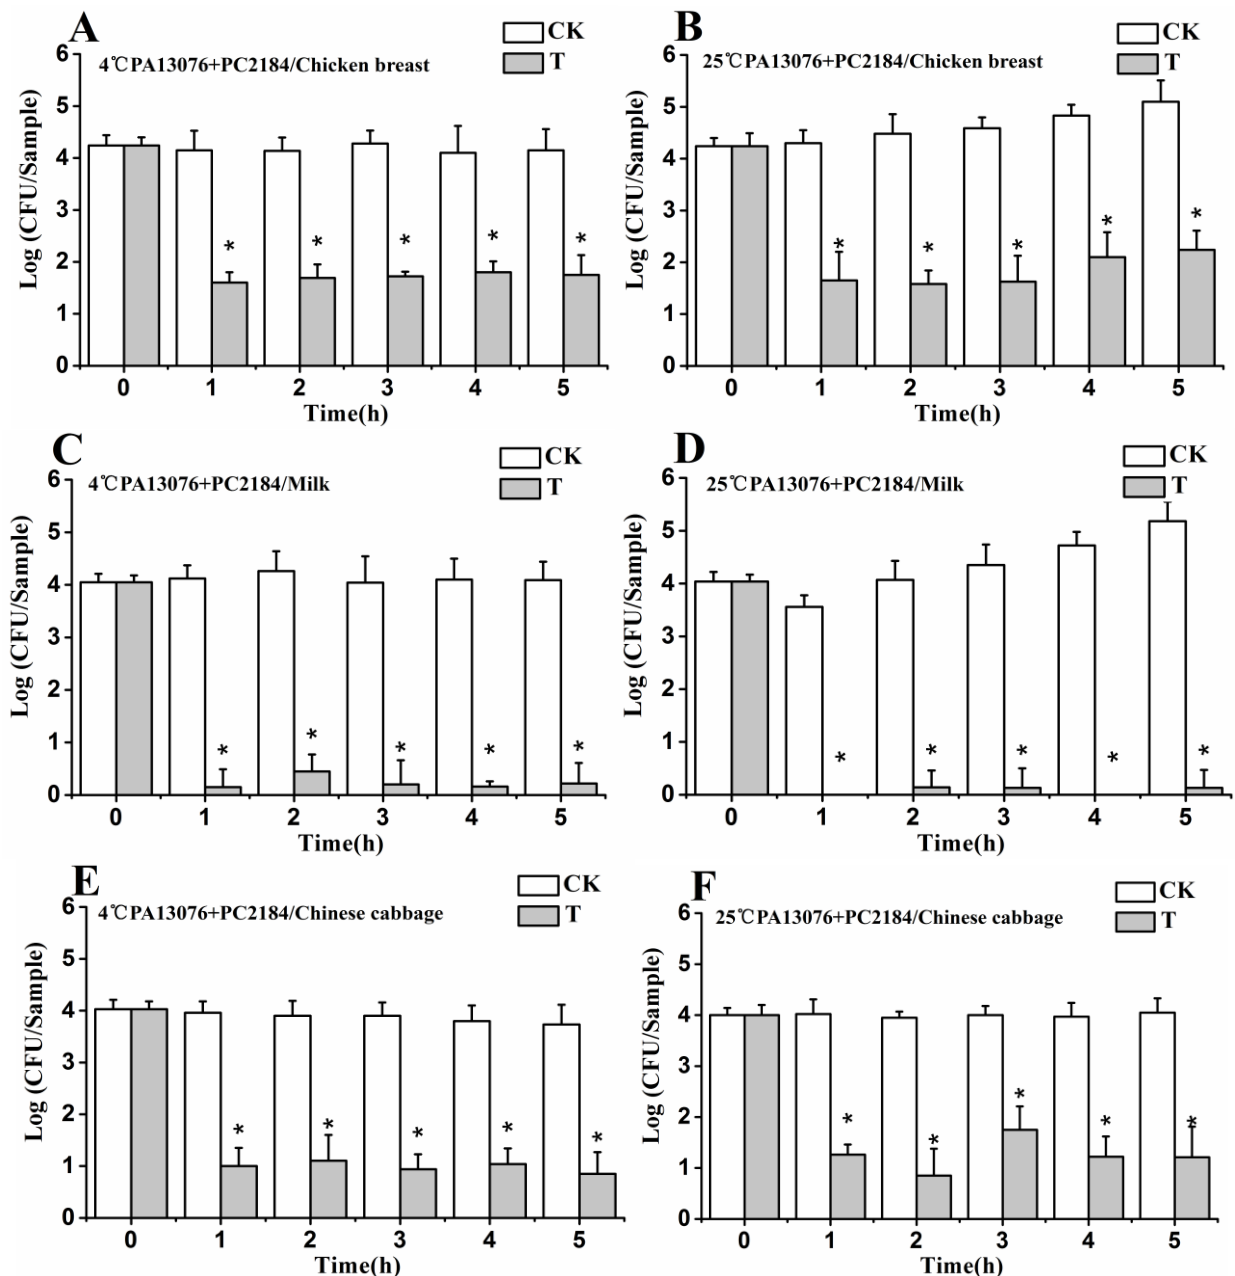 A
4℃PA13076+PC2184/Chicken breast
CK
T
Log (CFU/Sample)
6
5
4
3
2
1
0
* * * * *
0 1 2 3 4 5
Time(h)
B
25℃PA13076+PC2184/Chicken breast
CK
T
Log (CFU/Sample)
6
5
4
3
2
1
0
* * * * *
0 1 2 3 4 5
Time(h)
C
4℃PA13076+PC2184/Milk
CK
T
Log (CFU/Sample)
6
5
4
3
2
1
0
* * * * *
0 1 2 3 4 5
Time(h)
D
25℃PA13076+PC2184/Milk
CK
T
Log (CFU/Sample)
6
5
4
3
2
1
0
* * * * *
0 1 2 3 4 5
Time(h)
E
4℃PA13076+PC2184/Chinese cabbage
CK
T
Log (CFU/Sample)
6
5
4
3
2
1
0
* * * * *
0 1 2 3 4 5
Time(h)
F
25℃PA13076+PC2184/Chinese cabbage
CK
T
Log (CFU/Sample)
6
5
4
3
2
1
0
* * * * *
0 1 2 3 4 5
Time(h)